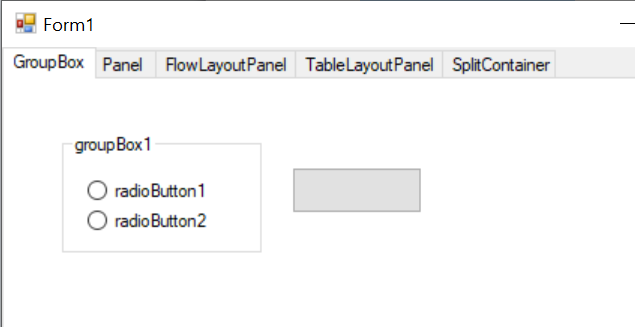 Form1
GroupBox Panel FlowLayoutPanel TableLayoutPanel SplitContainer
groupBox1
radioButton1
radioButton2